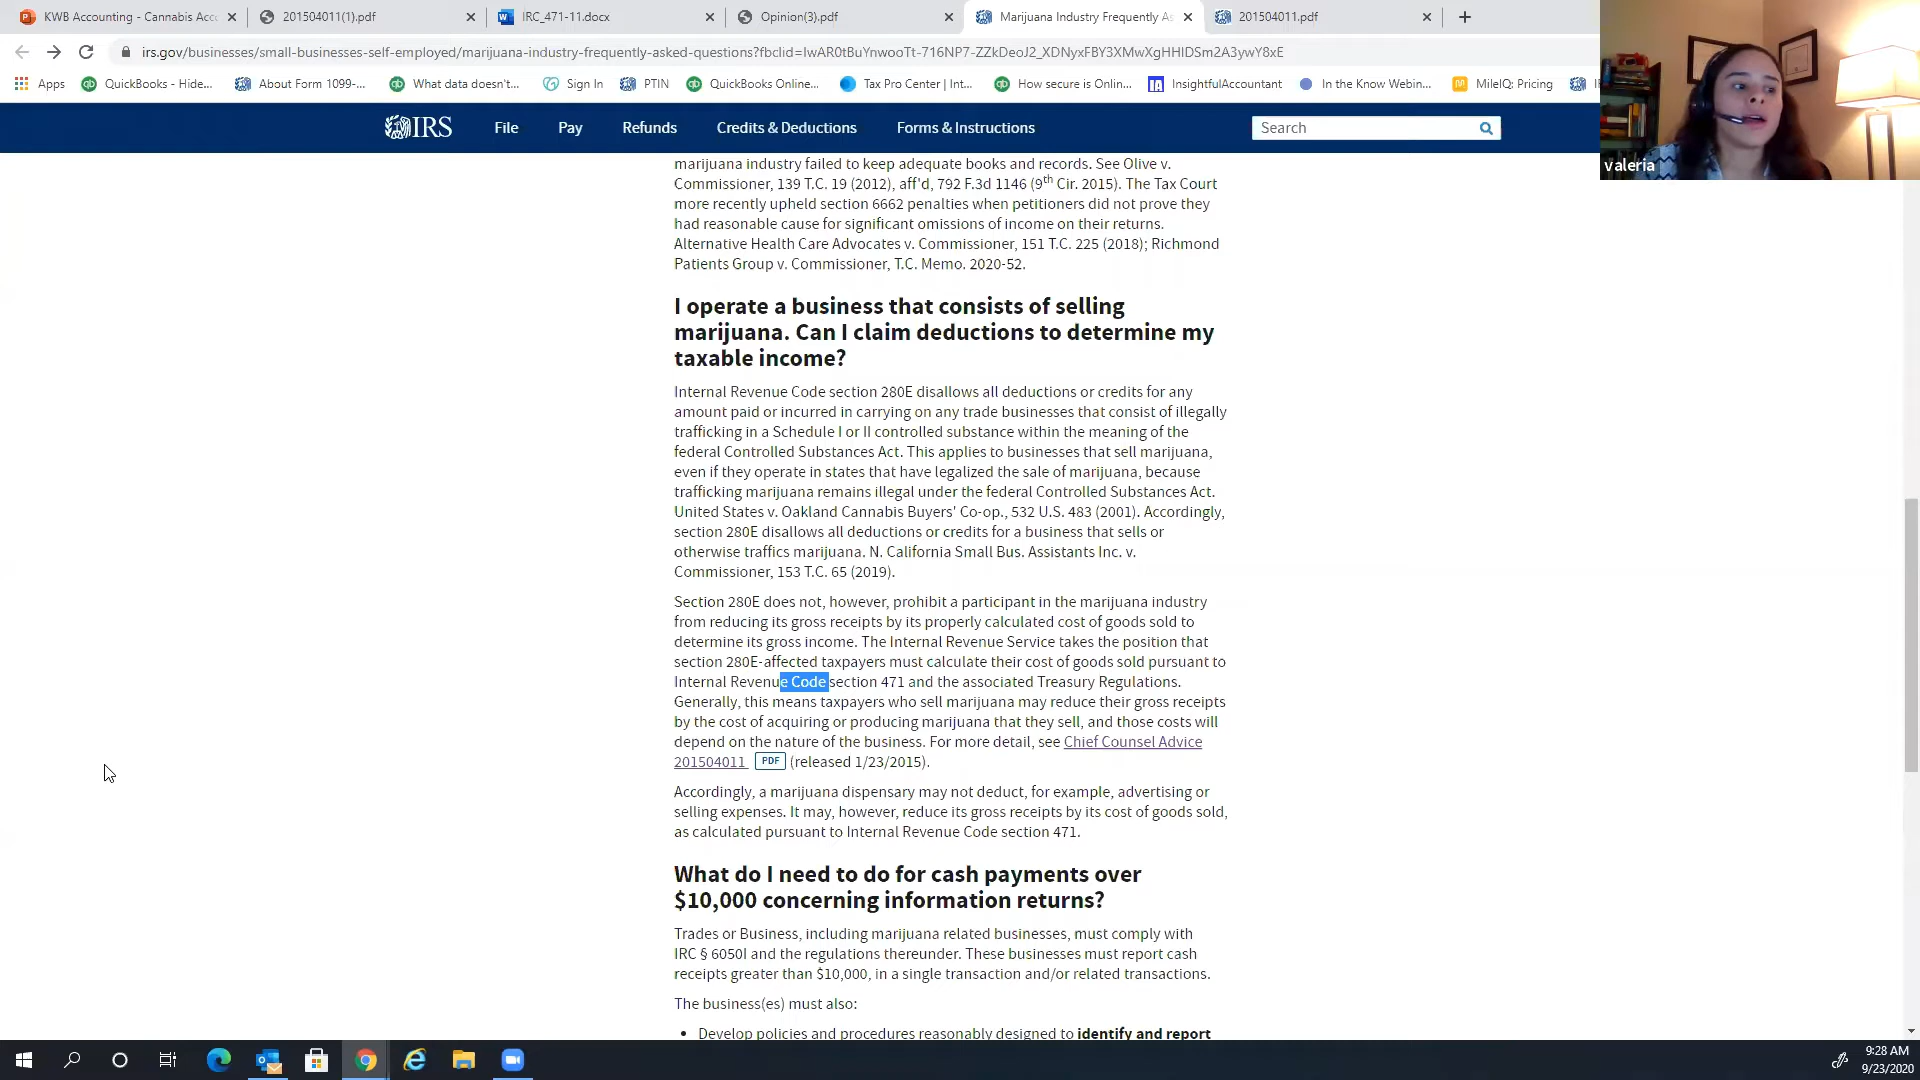 KWB Accounting - Cannabis Acc
201504011(1).pdf
IRC_471-11.docx
Opinion(3).pdf
Marijuana Industry Frequently As
201504011.pdf
irs.gov/businesses/small-businesses-self-employed/marijuana-industry-frequently-asked-questions?fbclid=IwAR0tBuYnwooTt-716NP7-ZZkDeoJ2_XDNyxFBY3XMwXgHHIDSm2A3ywY8xE
Apps
QuickBooks - Hide...
About Form 1099-...
What data doesn't...
Sign In
PTIN
QuickBooks Online...
Tax Pro Center | Int...
How secure is Onlin...
InsightfulAccountant
In the Know Webin...
MileIQ: Pricing
valeria
IRS
File
Pay
Refunds
Credits & Deductions
Forms & Instructions
Search
marijuana industry failed to keep adequate books and records. See Olive v.
Commissioner, 139 T.C. 19 (2012), aff'd, 792 F.3d 1146 (9th Cir. 2015). The Tax Court
more recently upheld section 6662 penalties when petitioners did not prove they
had reasonable cause for significant omissions of income on their returns.
Alternative Health Care Advocates v. Commissioner, 151 T.C. 225 (2018); Richmond
Patients Group v. Commissioner, T.C. Memo. 2020-52.
I operate a business that consists of selling
marijuana. Can I claim deductions to determine my
taxable income?
Internal Revenue Code section 280E disallows all deductions or credits for any
amount paid or incurred in carrying on any trade businesses that consist of illegally
trafficking in a Schedule I or II controlled substance within the meaning of the
federal Controlled Substances Act. This applies to businesses that sell marijuana,
even if they operate in states that have legalized the sale of marijuana, because
trafficking marijuana remains illegal under the federal Controlled Substances Act.
United States v. Oakland Cannabis Buyers' Co-op., 532 U.S. 483 (2001). Accordingly,
section 280E disallows all deductions or credits for a business that sells or
otherwise traffics marijuana. N. California Small Bus. Assistants Inc. v.
Commissioner, 153 T.C. 65 (2019).
Section 280E does not, however, prohibit a participant in the marijuana industry
from reducing its gross receipts by its properly calculated cost of goods sold to
determine its gross income. The Internal Revenue Service takes the position that
section 280E-affected taxpayers must calculate their cost of goods sold pursuant to
Internal Revenue Code section 471 and the associated Treasury Regulations.
Generally, this means taxpayers who sell marijuana may reduce their gross receipts
by the cost of acquiring or producing marijuana that they sell, and those costs will
depend on the nature of the business. For more detail, see Chief Counsel Advice
201504011 PDF (released 1/23/2015).
Accordingly, a marijuana dispensary may not deduct, for example, advertising or
selling expenses. It may, however, reduce its gross receipts by its cost of goods sold,
as calculated pursuant to Internal Revenue Code section 471.
What do I need to do for cash payments over
$10,000 concerning information returns?
Trades or Business, including marijuana related businesses, must comply with
IRC § 6050I and the regulations thereunder. These businesses must report cash
receipts greater than $10,000, in a single transaction and/or related transactions.
The business(es) must also:
• Develop policies and procedures reasonably designed to identify and report
9:28 AM
9/23/2020